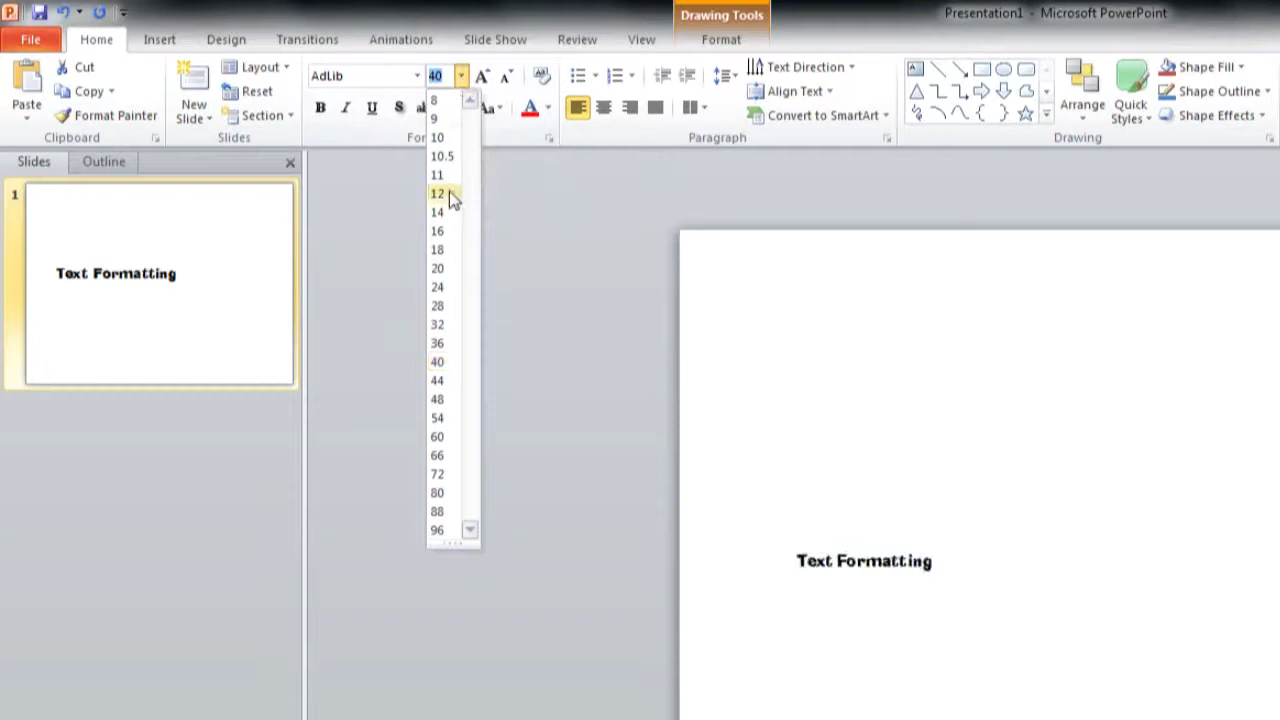 Drawing Tools
Presentation1 - Microsoft PowerPoint
File Home Insert Design Transitions Animations Slide Show Review View Format
Paste
Cut
Copy
Format Painter
Clipboard
New Slide
Layout
Reset
Section
Slides
AdLib 40
B I U S Aa A
Text Direction
Align Text
Convert to SmartArt
Paragraph
Arrange
Quick Styles
Shape Fill
Shape Outline
Shape Effects
Drawing
Slides Outline
1
Text Formatting
8
9
10
10.5
11
12
14
16
18
20
24
28
32
36
40
44
48
54
60
66
72
80
88
96
Text Formatting